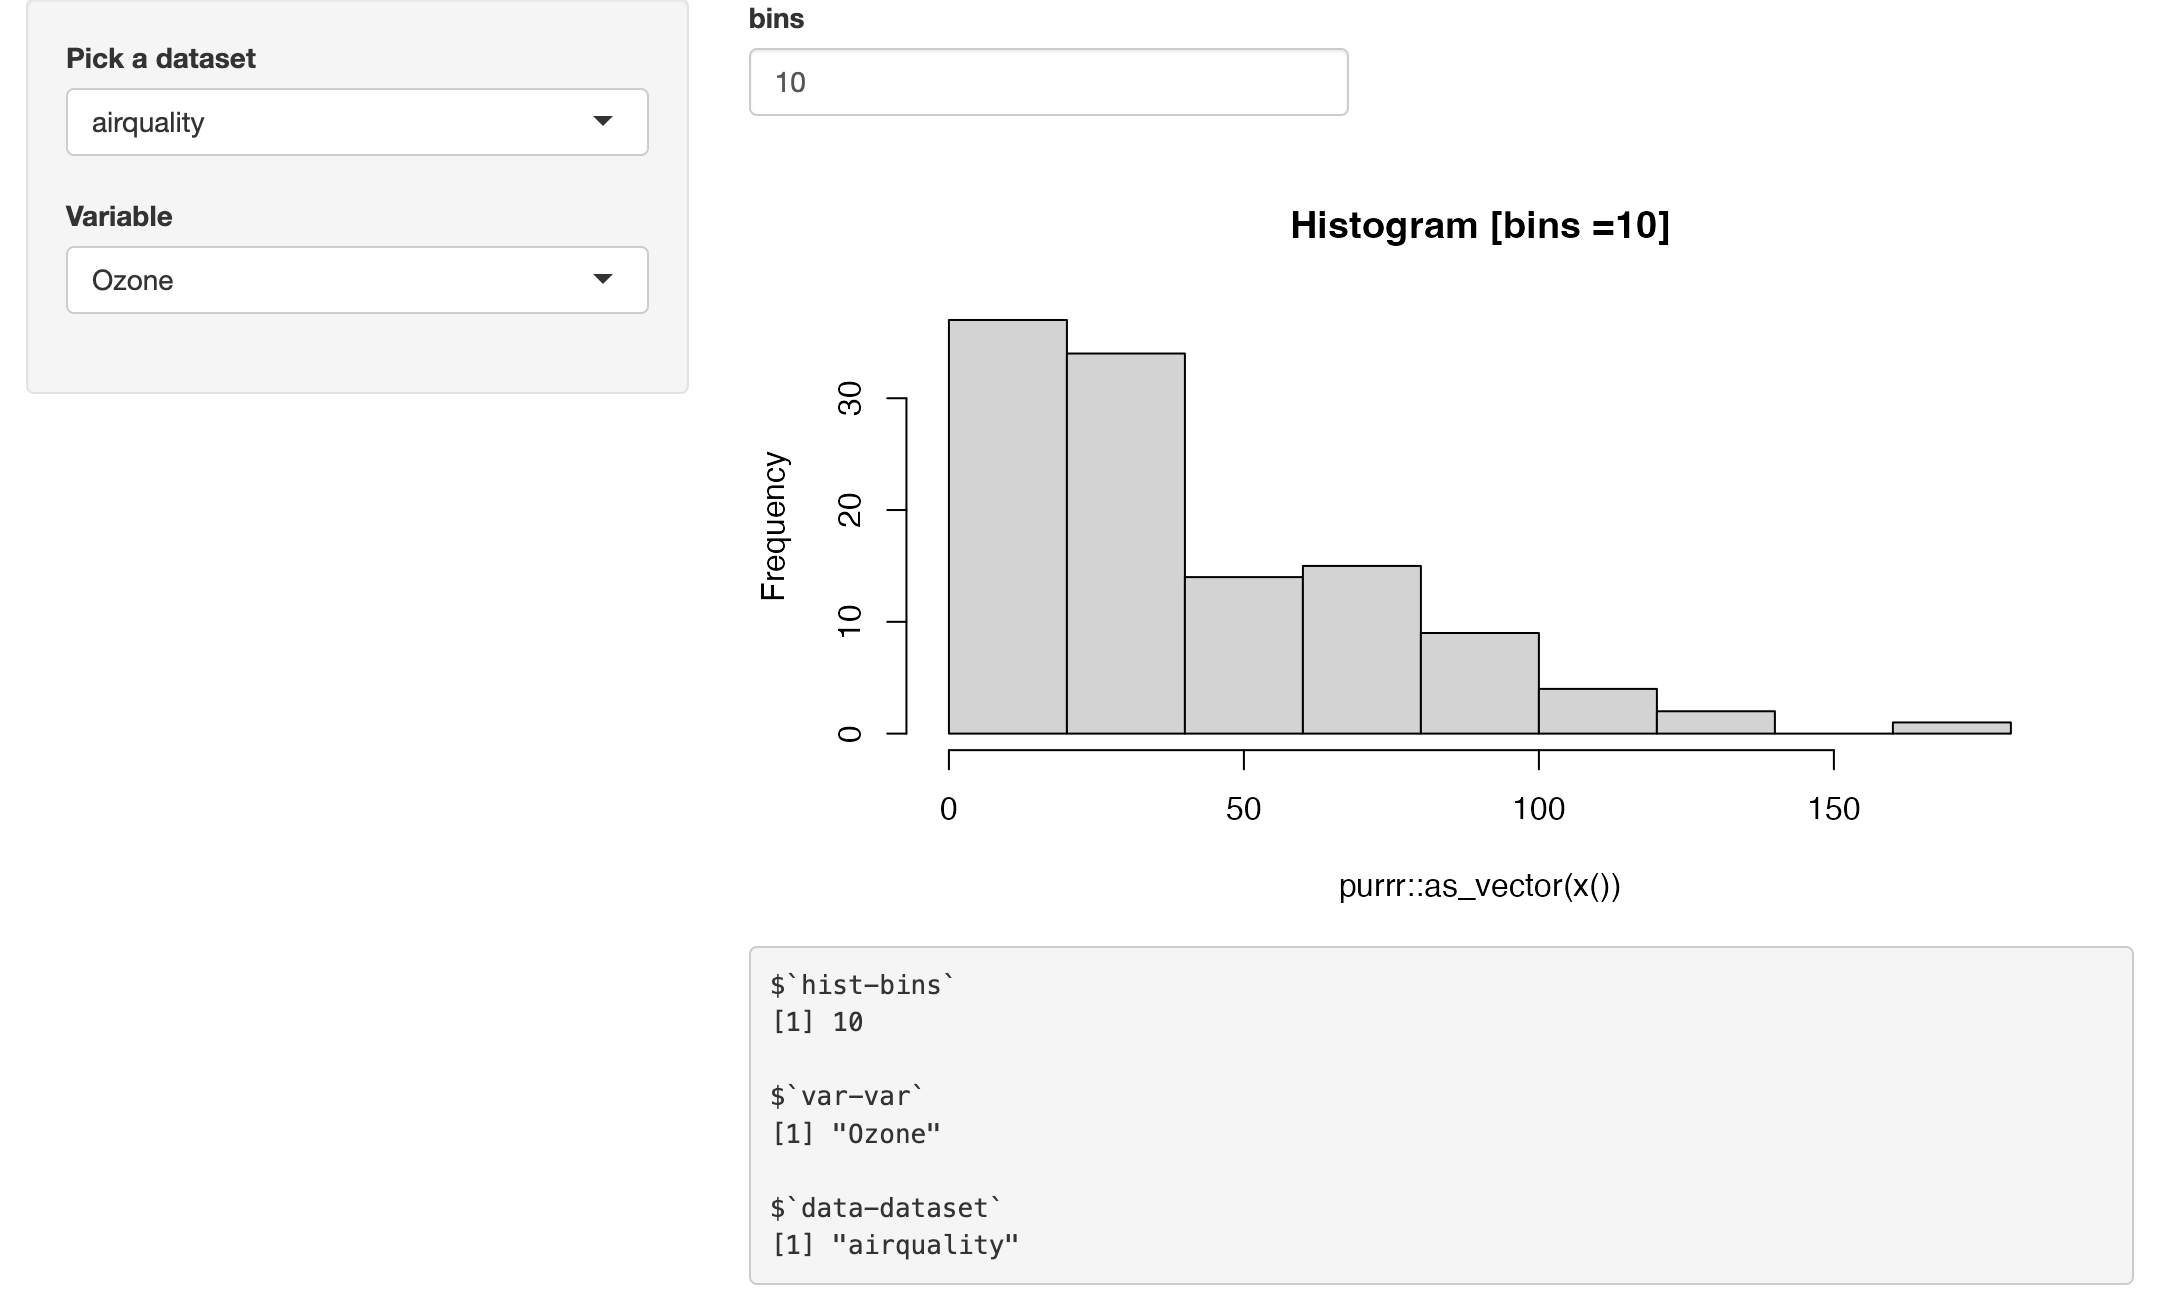 Pick a dataset
airquality
Variable
Ozone
bins
10
Histogram [bins =10]
Frequency
30
20
10
0
0 50 100 150
purrr::as_vector(x())
$`hist-bins`
[1] 10
$`var-var`
[1] "Ozone"
$`data-dataset`
[1] "airquality"